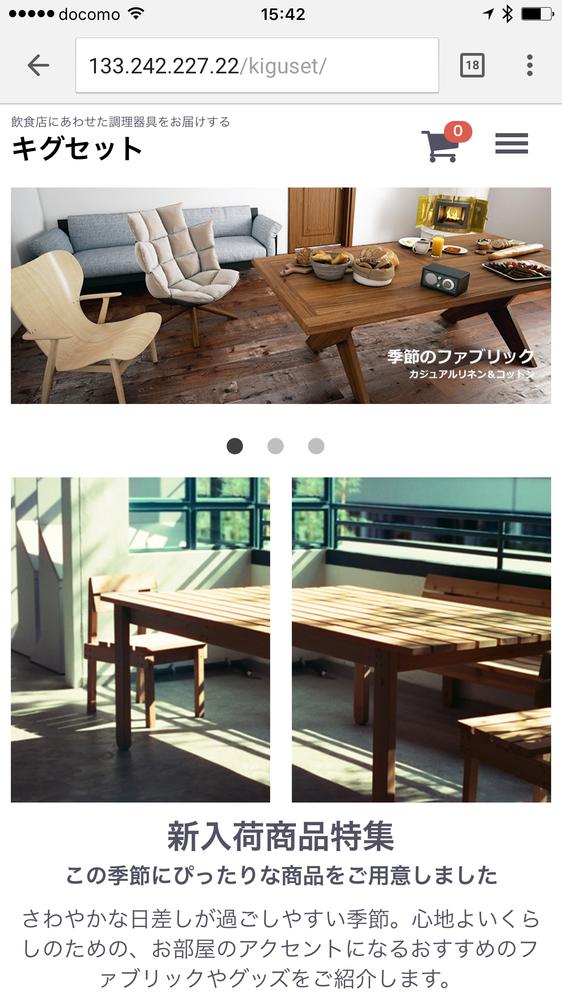 docomo 15:42
133.242.227.22/kiguset/ 18
飲食店にあわせた調理器具をお届けする
キグセット
0
季節のファブリック
カジュアルリネン&コットン
新入荷商品特集
この季節にぴったりな商品をご用意しました
さわやかな日差しが過ごしやすい季節。心地よいくら
しのための、お部屋のアクセントになるおすすめのフ
ァブリックやグッズをご紹介します。